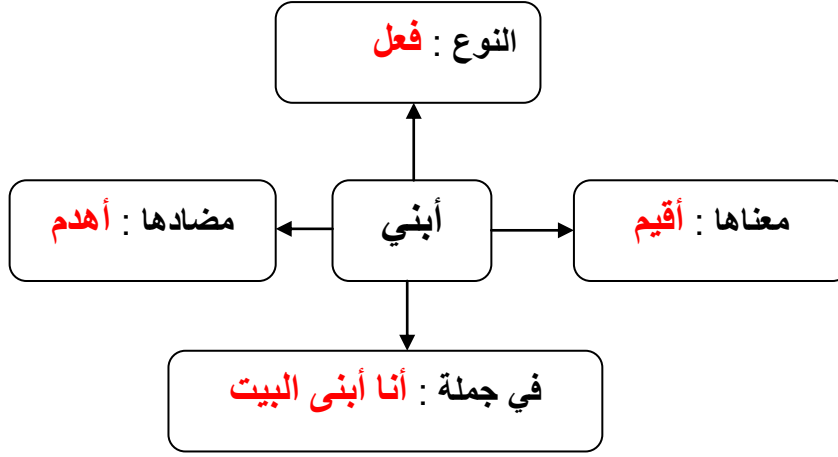 النوع : فعل
معناها : أقيم
أبني
مضادها : أهدم
في جملة : أنا أبنى البيت